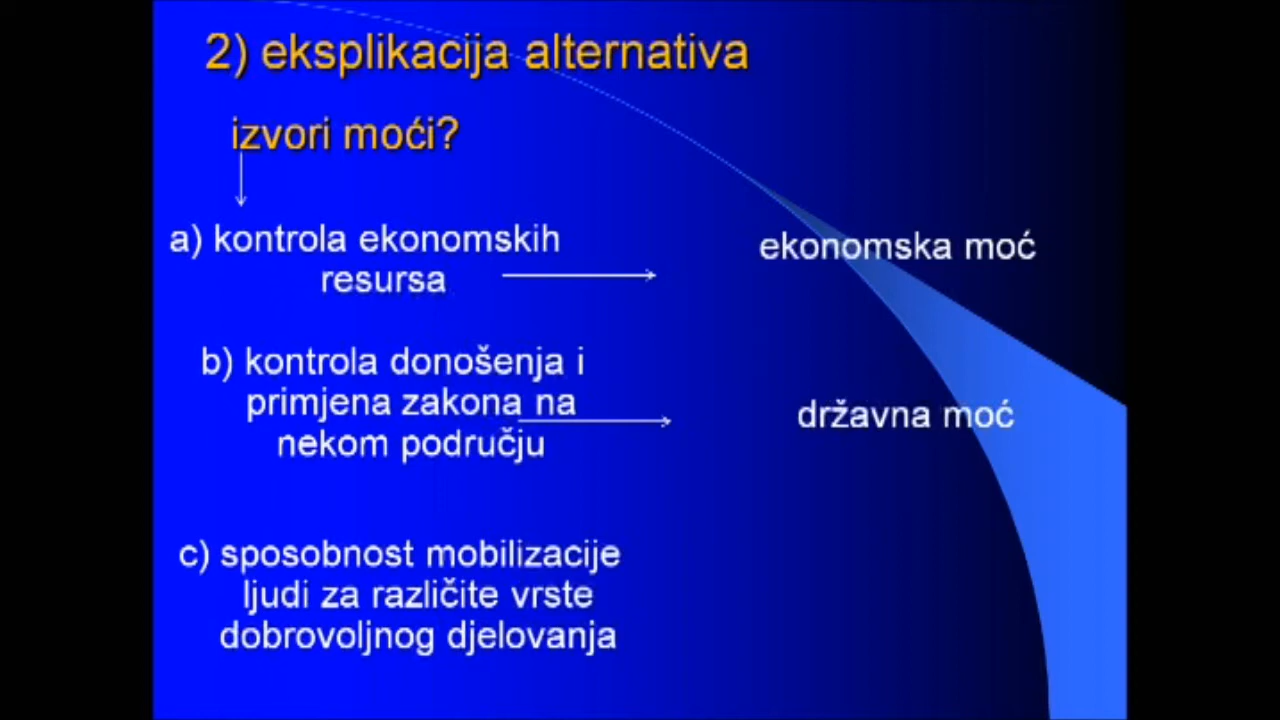 2) eksplikacija alternativa
izvori moći?
a) kontrola ekonomskih
resursa
ekonomska moć
b) kontrola donošenja i
primjena zakona na
nekom području
državna moć
c) sposobnost mobilizacije
ljudi za različite vrste
dobrovoljnog djelovanja